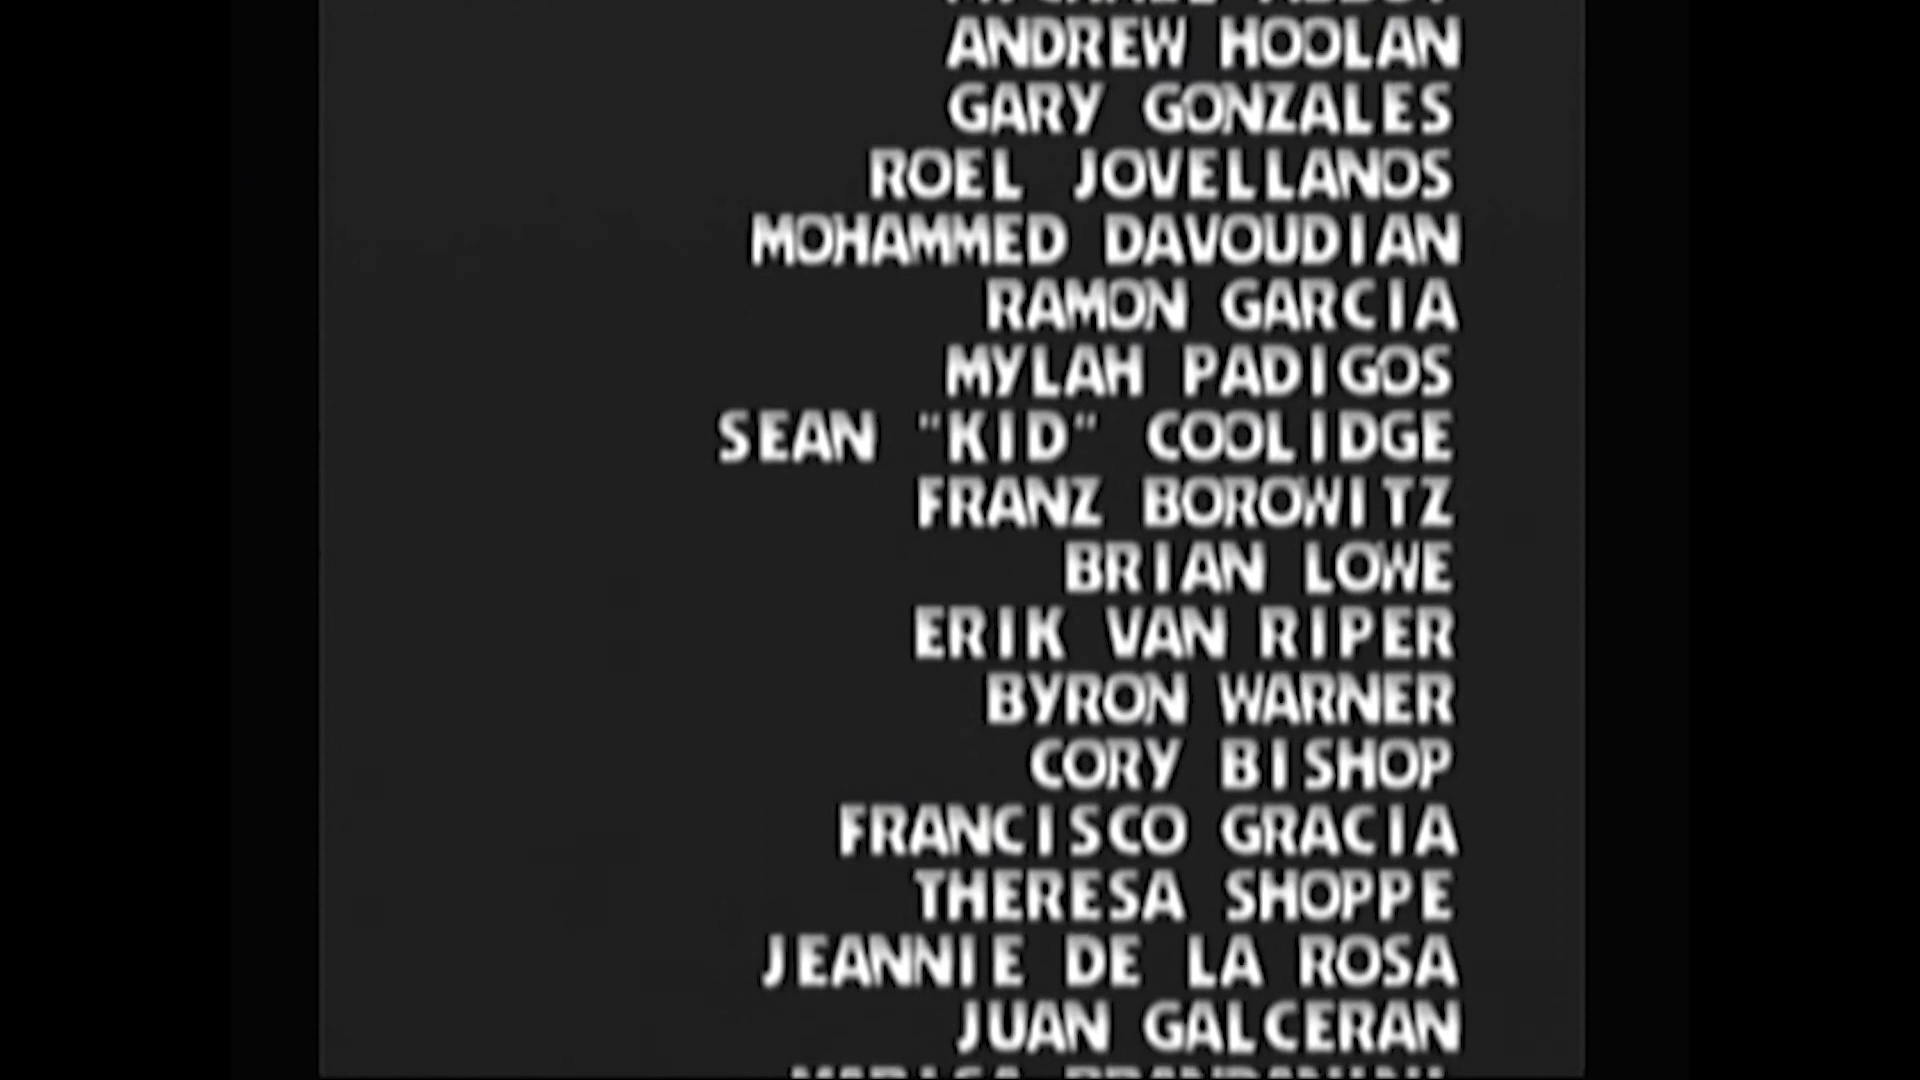 ANDREW HOOLAN
GARY GONZALES
ROEL JOVELLANOS
MOHAMMED DAVOUDIAN
RAMON GARCIA
MYLAH PADIGOS
SEAN "KID" COOLIDGE
FRANZ BOROWITZ
BRIAN LOWE
ERIK VAN RIPER
BYRON WARNER
CORY BISHOP
FRANCISCO GRACIA
THERESA SHOPPE
JEANNIE DE LA ROSA
JUAN GALCERAN